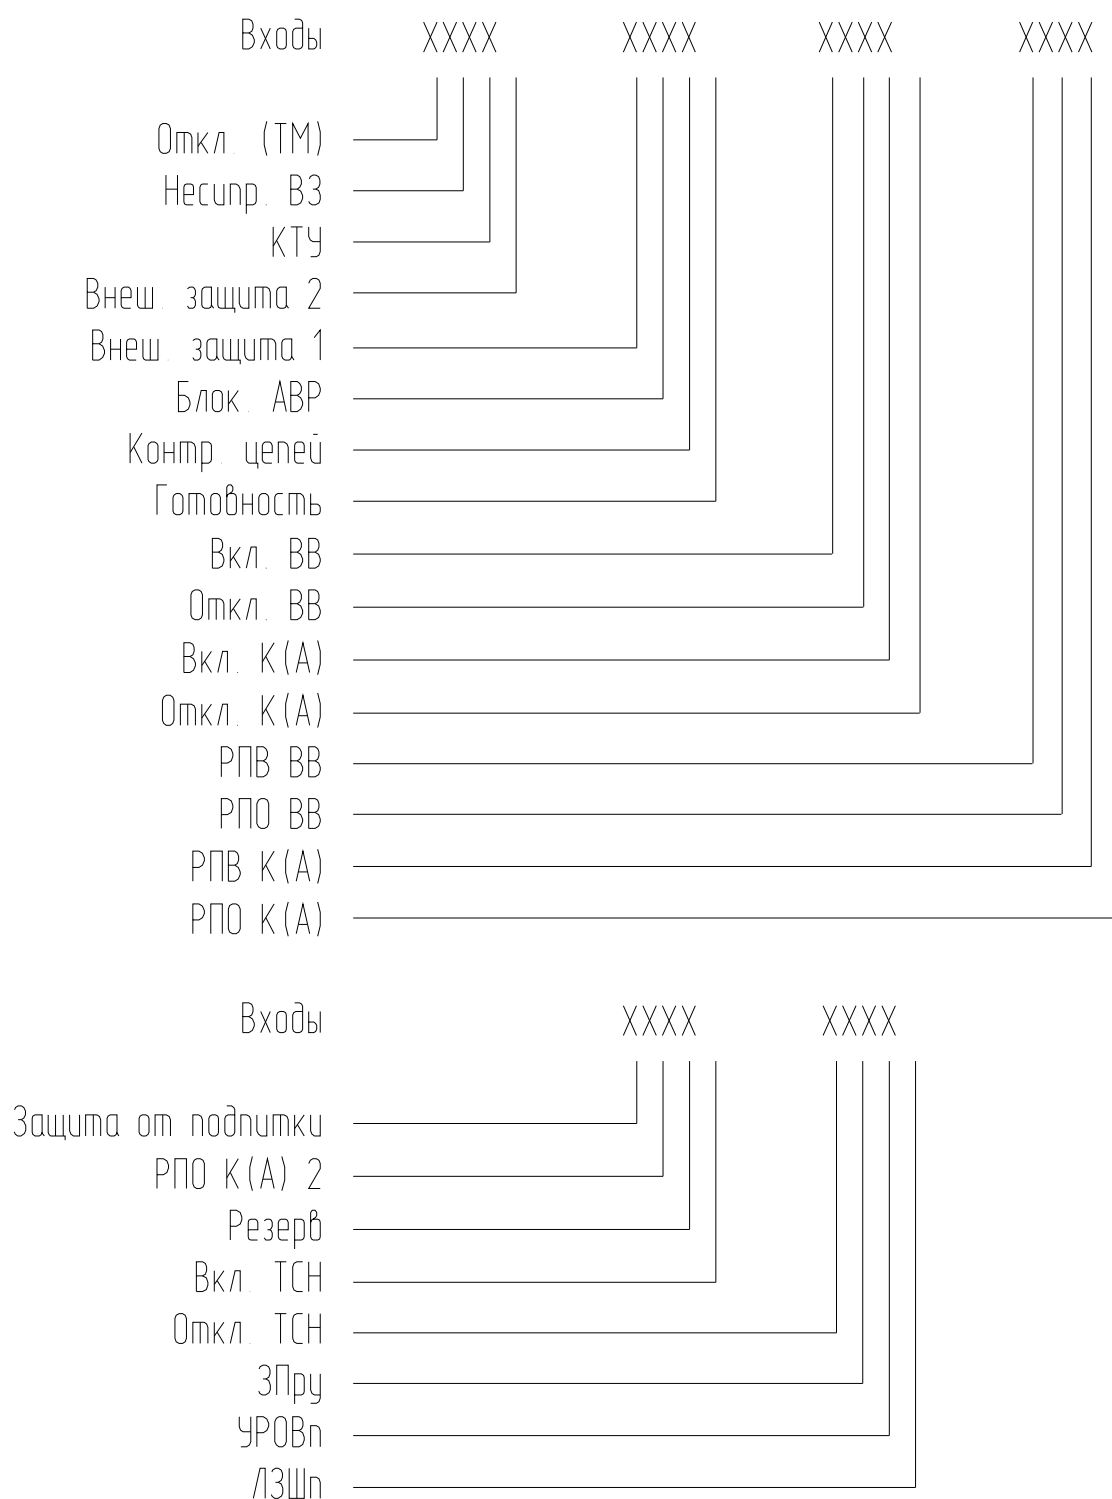 Входы XXXX XXXX XXXX XXXX
Откл. (ТМ)
Несипр. ВЗ
КТУ
Внеш. защита 2
Внеш. защита 1
Блок. АВР
Контр. цепей
Готовность
Вкл. ВВ
Откл. ВВ
Вкл. К(А)
Откл. К(А)
РПВ ВВ
РПО ВВ
РПВ К(А)
РПО К(А)
Входы XXXX XXXX
Защита от подпитки
РПО К(А) 2
Резерв
Вкл. ТСН
Откл. ТСН
ЗПру
УРОВп
ЛЗШп